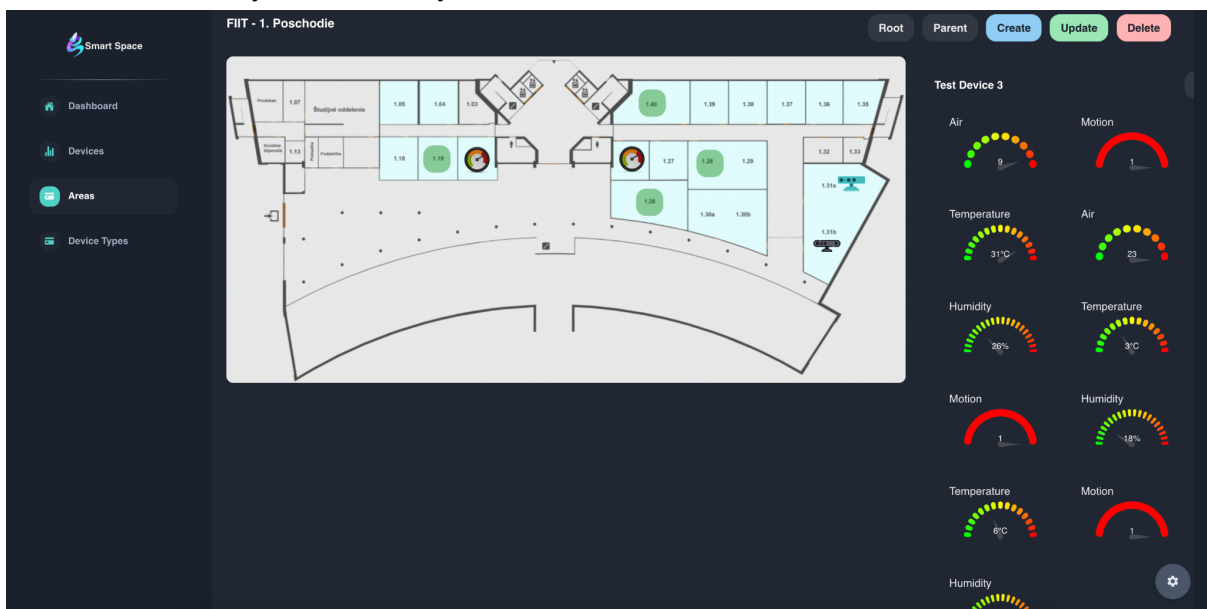 FIIT - 1. Poschodie
Root
Parent
Create
Update
Delete
Smart Space
Dashboard
Devices
Areas
Device Types
1.07
Študijné oddelenie
1.05
1.04
1.03
1.40
1.39
1.38
1.37
1.36
1.35
1.13
1.18
1.19
1.27
1.28
1.29
1.32
1.33
1.31a
1.26
1.30a
1.30b
1.31b
Test Device 3
Air
9
Motion
1
Temperature
31°C
Air
23
Humidity
26%
Temperature
3°C
Motion
1
Humidity
18%
Temperature
6°C
Motion
1
Humidity